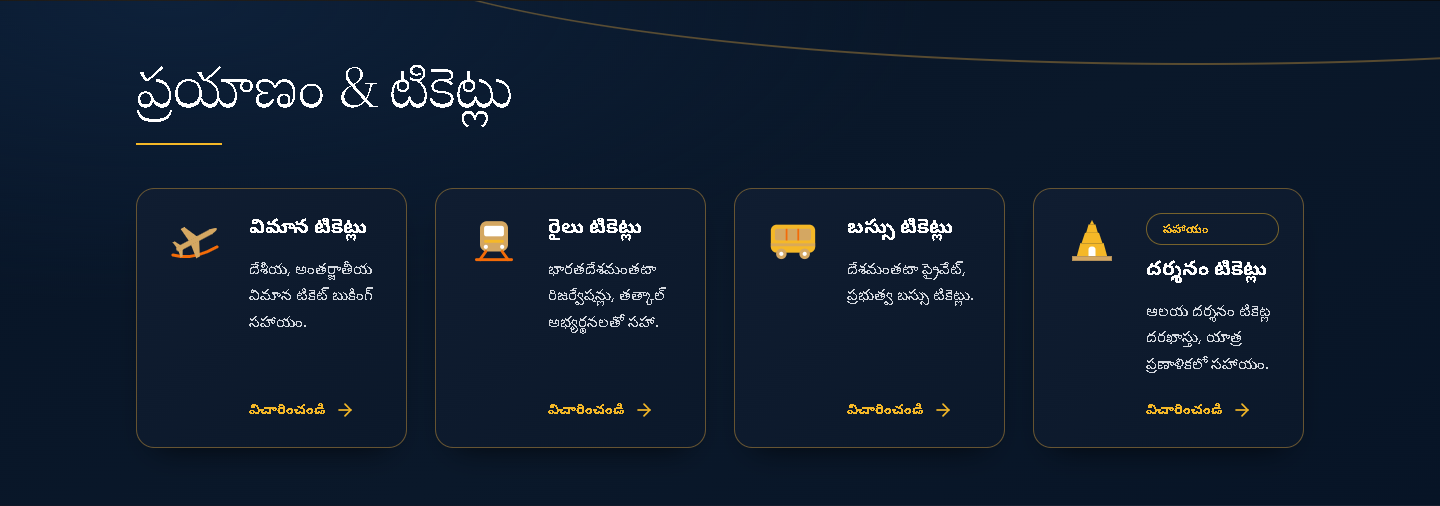 ప్రయాణం & టికెట్లు
విమాన టికెట్లు
దేశీయ, అంతర్జాతీయ
విమాన టికెట్ బుకింగ్
సహాయం.
విచారించండి →
రైలు టికెట్లు
భారతదేశమంతటా
రిజర్వేషన్లు, తత్కాల్
అభ్యర్థనలతో సహా.
విచారించండి →
బస్సు టికెట్లు
దేశమంతటా ప్రైవేట్,
ప్రభుత్వ బస్సు టికెట్లు.
విచారించండి →
సహాయం
దర్శనం టికెట్లు
ఆలయ దర్శనం టికెట్ల
దరఖాస్తు, యాత్ర
ప్రణాళికలో సహాయం.
విచారించండి →